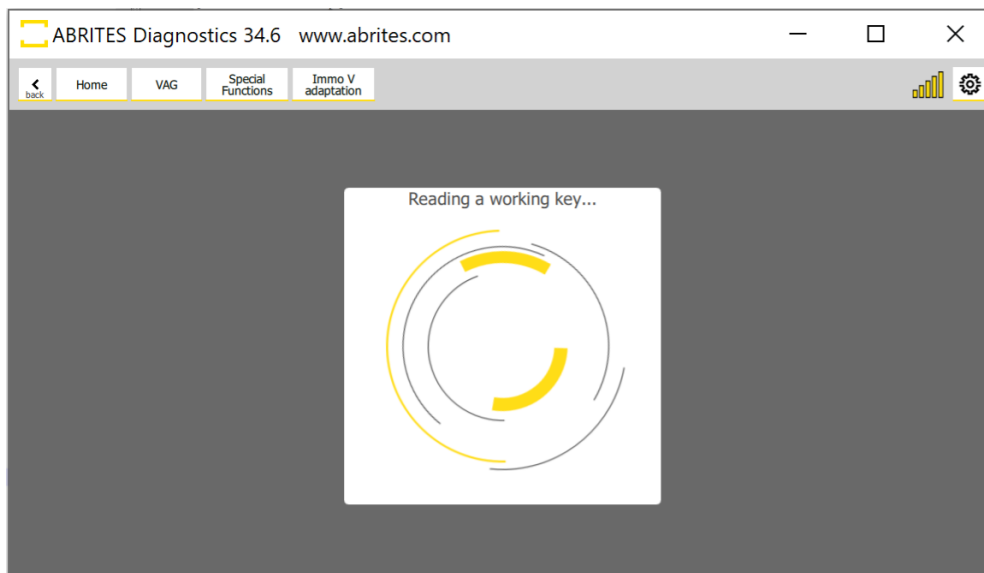 ABRITES Diagnostics 34.6 www.abrites.com
back
Home
VAG
Special
Functions
Immo V
adaptation
Reading a working key...